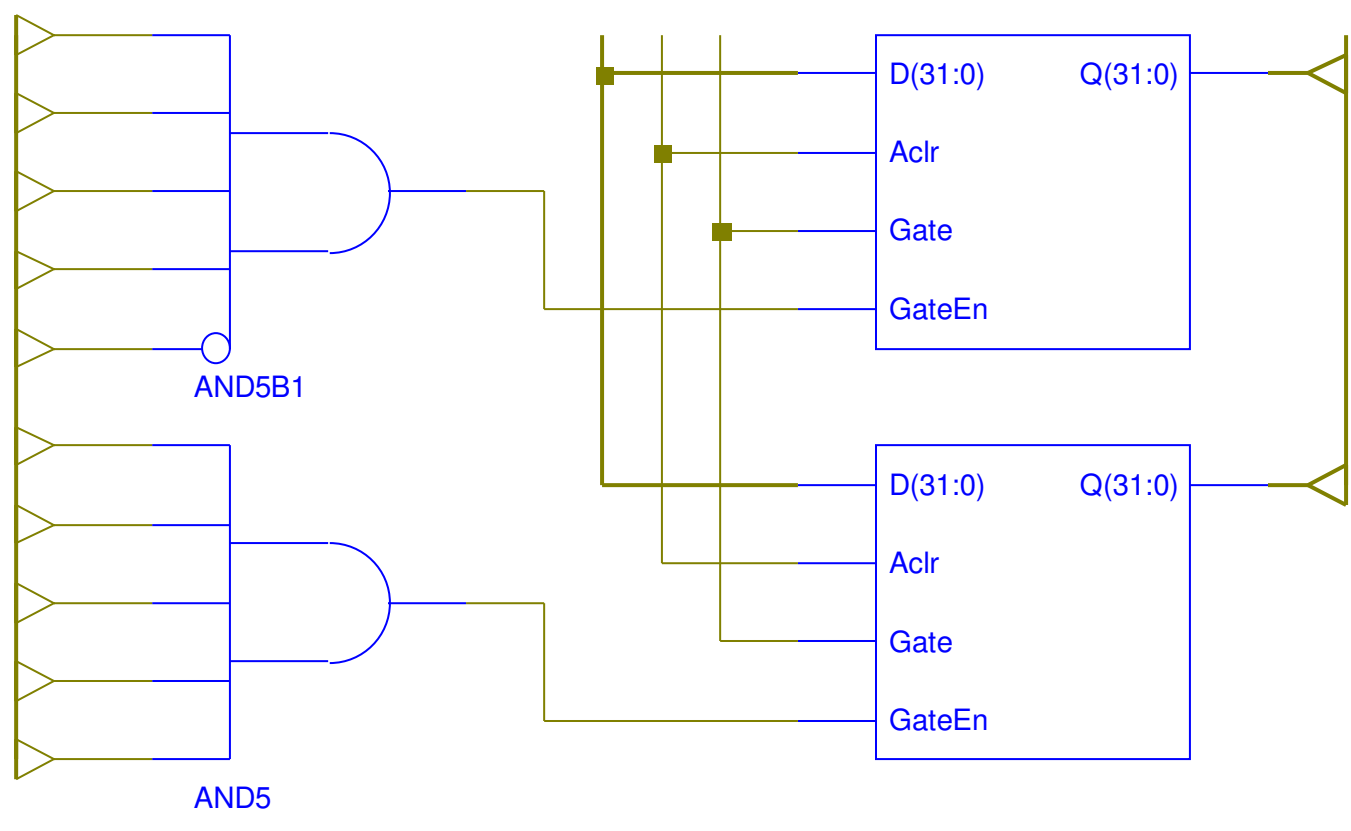 D(31:0) Q(31:0)
Aclr
Gate
GateEn
AND5B1
D(31:0) Q(31:0)
Aclr
Gate
GateEn
AND5